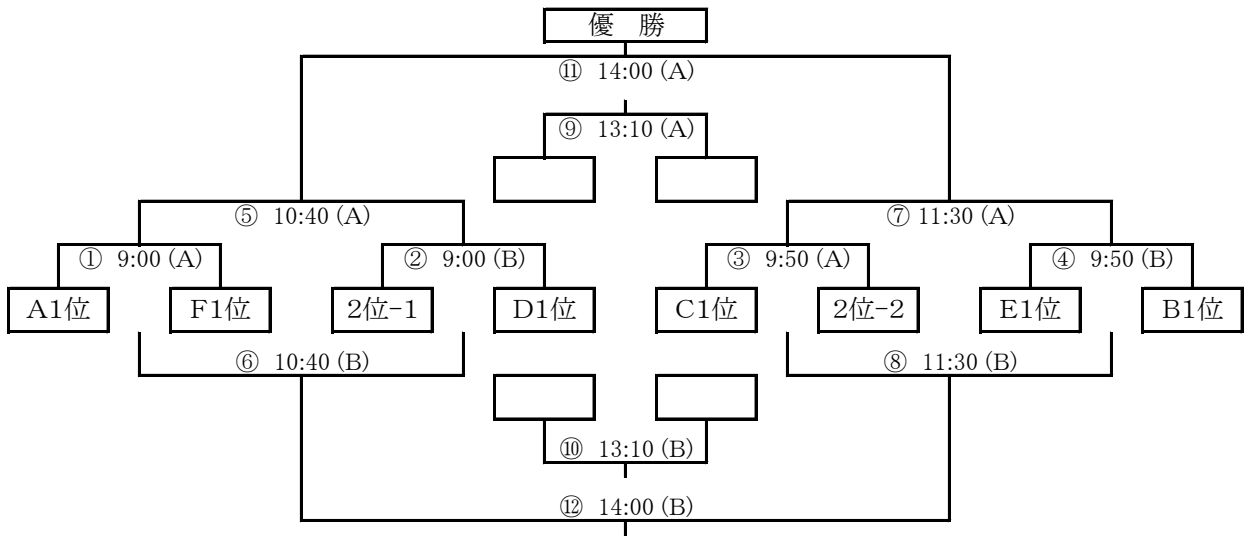 優 勝
⑪ 14:00 (A)
⑨ 13:10 (A)
⑤ 10:40 (A)
⑦ 11:30 (A)
① 9:00 (A)
② 9:00 (B)
③ 9:50 (A)
④ 9:50 (B)
A1位
F1位
2位-1
D1位
C1位
2位-2
E1位
B1位
⑥ 10:40 (B)
⑧ 11:30 (B)
⑩ 13:10 (B)
⑫ 14:00 (B)